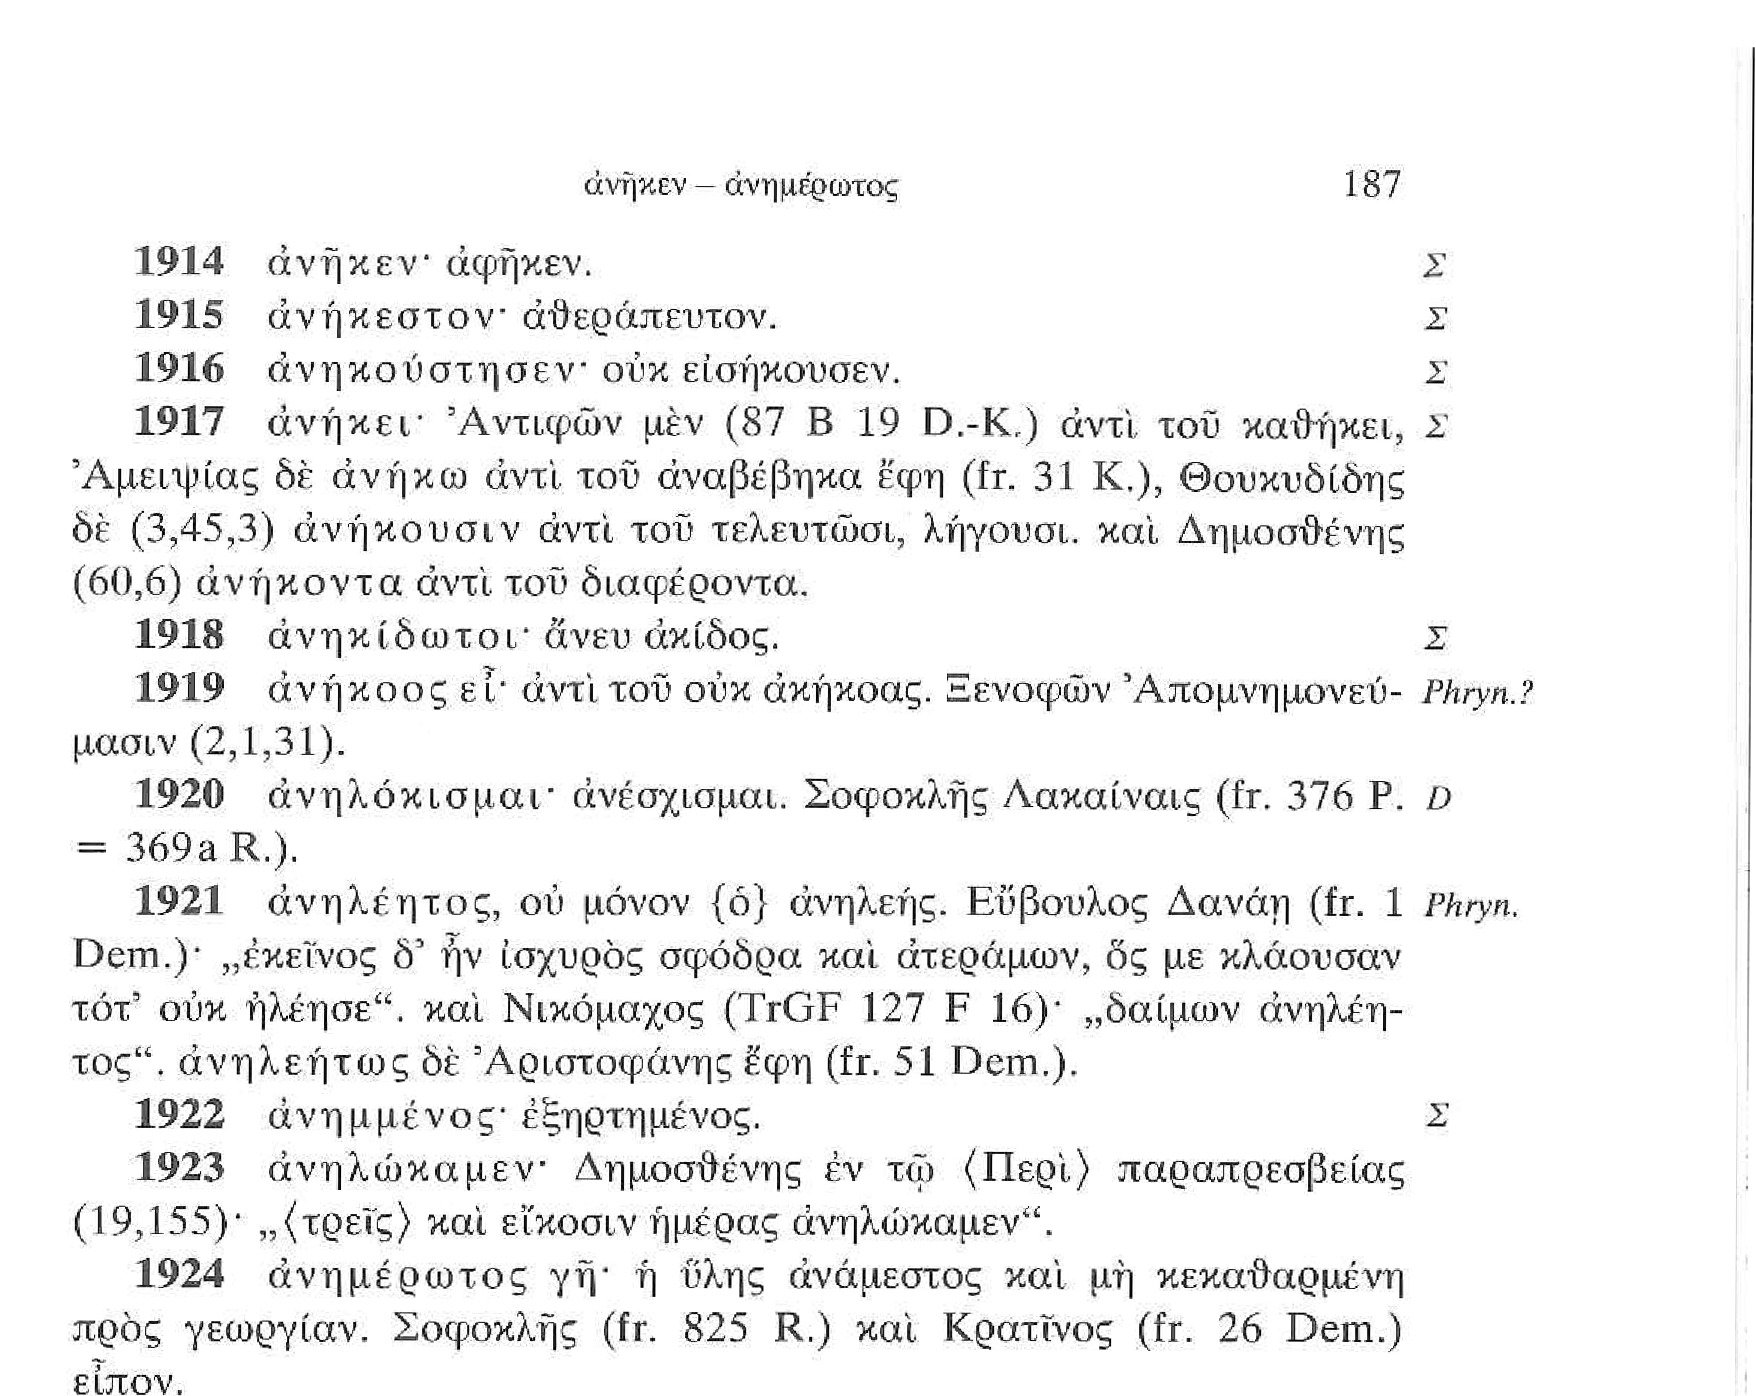 ἀνῆκεν – ἀνημέρωτος 187
1914 ἀνῆκεν· ἀφῆκεν. Σ
1915 ἀνήκεστον· ἀθεράπευτον. Σ
1916 ἀνηκούστησεν· οὐκ εἰσήκουσεν. Σ
1917 ἀνήκει· Ἀντιφῶν μὲν (87 B 19 D.-K.) ἀντὶ τοῦ καθήκει, Σ
Ἀμειψίας δὲ ἀνήκω ἀντὶ τοῦ ἀναβέβηκα ἔφη (fr. 31 K.), Θουκυδίδης
δὲ (3,45,3) ἀνήκουσιν ἀντὶ τοῦ τελευτῶσι, λήγουσι. καὶ Δημοσθένης
(60,6) ἀνήκοντα ἀντὶ τοῦ διαφέροντα.
1918 ἀνηκίδωτοι· ἄνευ ἀκίδος. Σ
1919 ἀνήκοος εἶ· ἀντὶ τοῦ οὐκ ἀκήκοας. Ξενοφῶν Ἀπομνημονεύ- Phryn.?
μασιν (2,1,31).
1920 ἀνηλόκισμαι· ἀνέσχισμαι. Σοφοκλῆς Λακαίναις (fr. 376 P. D
= 369a R.).
1921 ἀνηλέητος, οὐ μόνον {ὁ} ἀνηλεής. Εὔβουλος Δανάῃ (fr. 1 Phryn.
Dem.)· „ἐκεῖνος δ’ ἦν ἰσχυρὸς σφόδρα καὶ ἀτεράμων, ὅς με κλάουσαν
τότ’ οὐκ ἠλέησε“. καὶ Νικόμαχος (TrGF 127 F 16)· „δαίμων ἀνηλέη-
τος“. ἀνηλεήτως δὲ Ἀριστοφάνης ἔφη (fr. 51 Dem.).
1922 ἀνημμένος· ἐξηρτημένος. Σ
1923 ἀνηλώκαμεν· Δημοσθένης ἐν τῷ ⟨Περὶ⟩ παραπρεσβείας
(19,155)· „⟨τρεῖς⟩ καὶ εἴκοσιν ἡμέρας ἀνηλώκαμεν“.
1924 ἀνημέρωτος γῆ· ἡ ὕλης ἀνάμεστος καὶ μὴ κεκαθαρμένη
πρὸς γεωργίαν. Σοφοκλῆς (fr. 825 R.) καὶ Κρατῖνος (fr. 26 Dem.)
εἶπον.